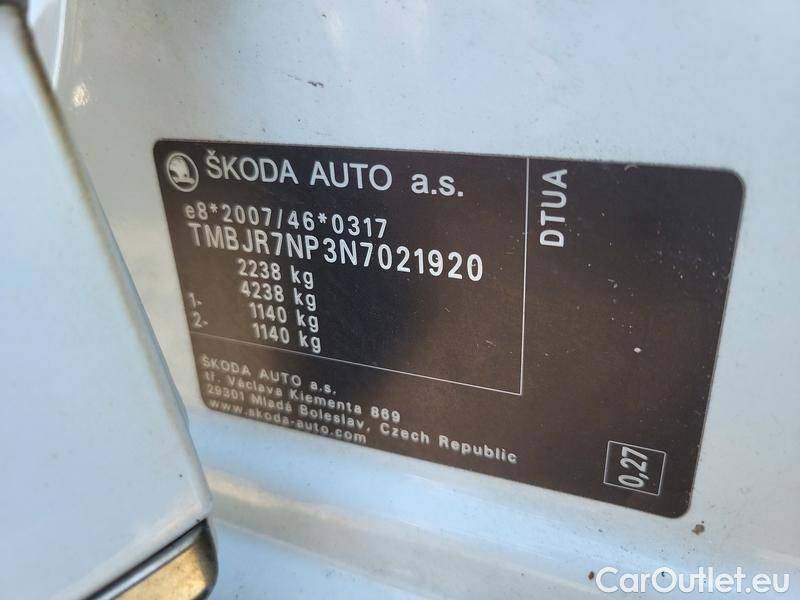 ŠKODA AUTO a.s.
e8*2007/46*0317
TMBJR7NP3N7021920
2238 kg
4238 kg
1- 1140 kg
2- 1140 kg
DTUA
ŠKODA AUTO a.s.
tř. Václava Klementa 869
29301 Mladá Boleslav, Czech Republic
www.skoda-auto.com
0,27
CarOutlet.eu